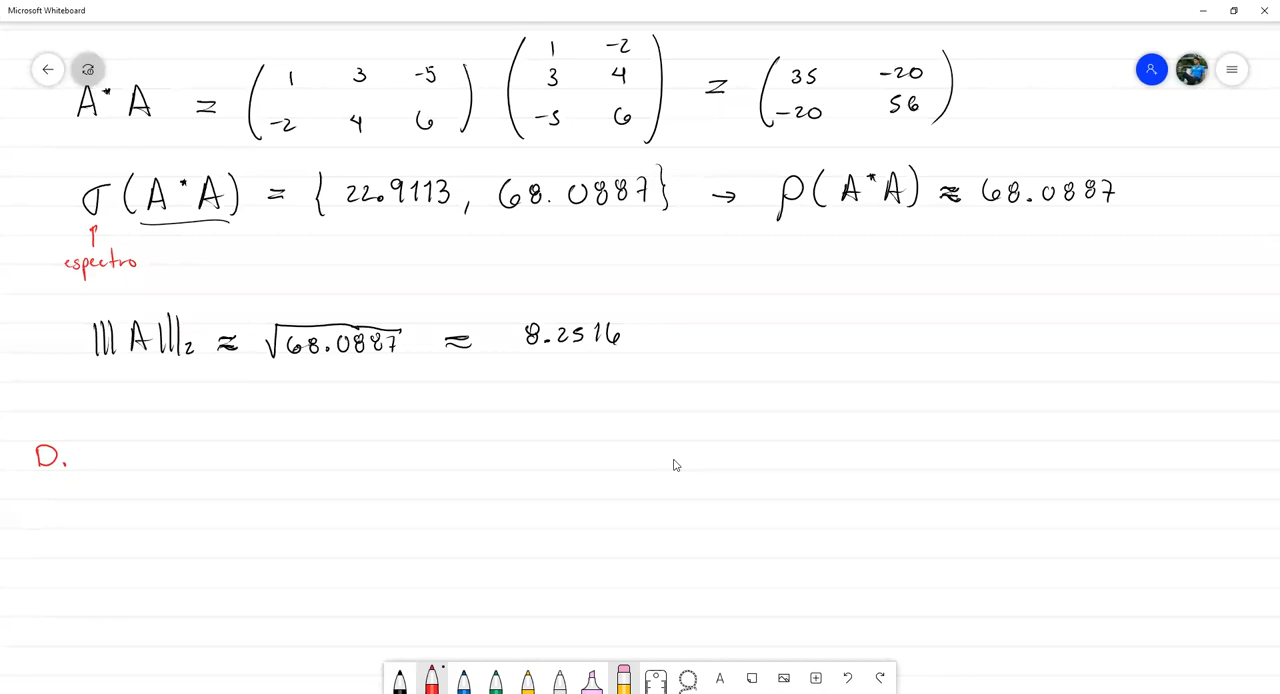 Microsoft Whiteboard
A* A = ( 1 3 -5 ; -2 4 6 ) ( 1 -2 ; 3 4 ; -5 6 ) = ( 35 -20 ; -20 56 )
σ ( A* A ) = { 22.9113 , 68.0887 } → ρ ( A* A ) ≈ 68.0887
↑
espectro
|||A|||₂ ≈ √68.0887 ≈ 8.2516
D.
A